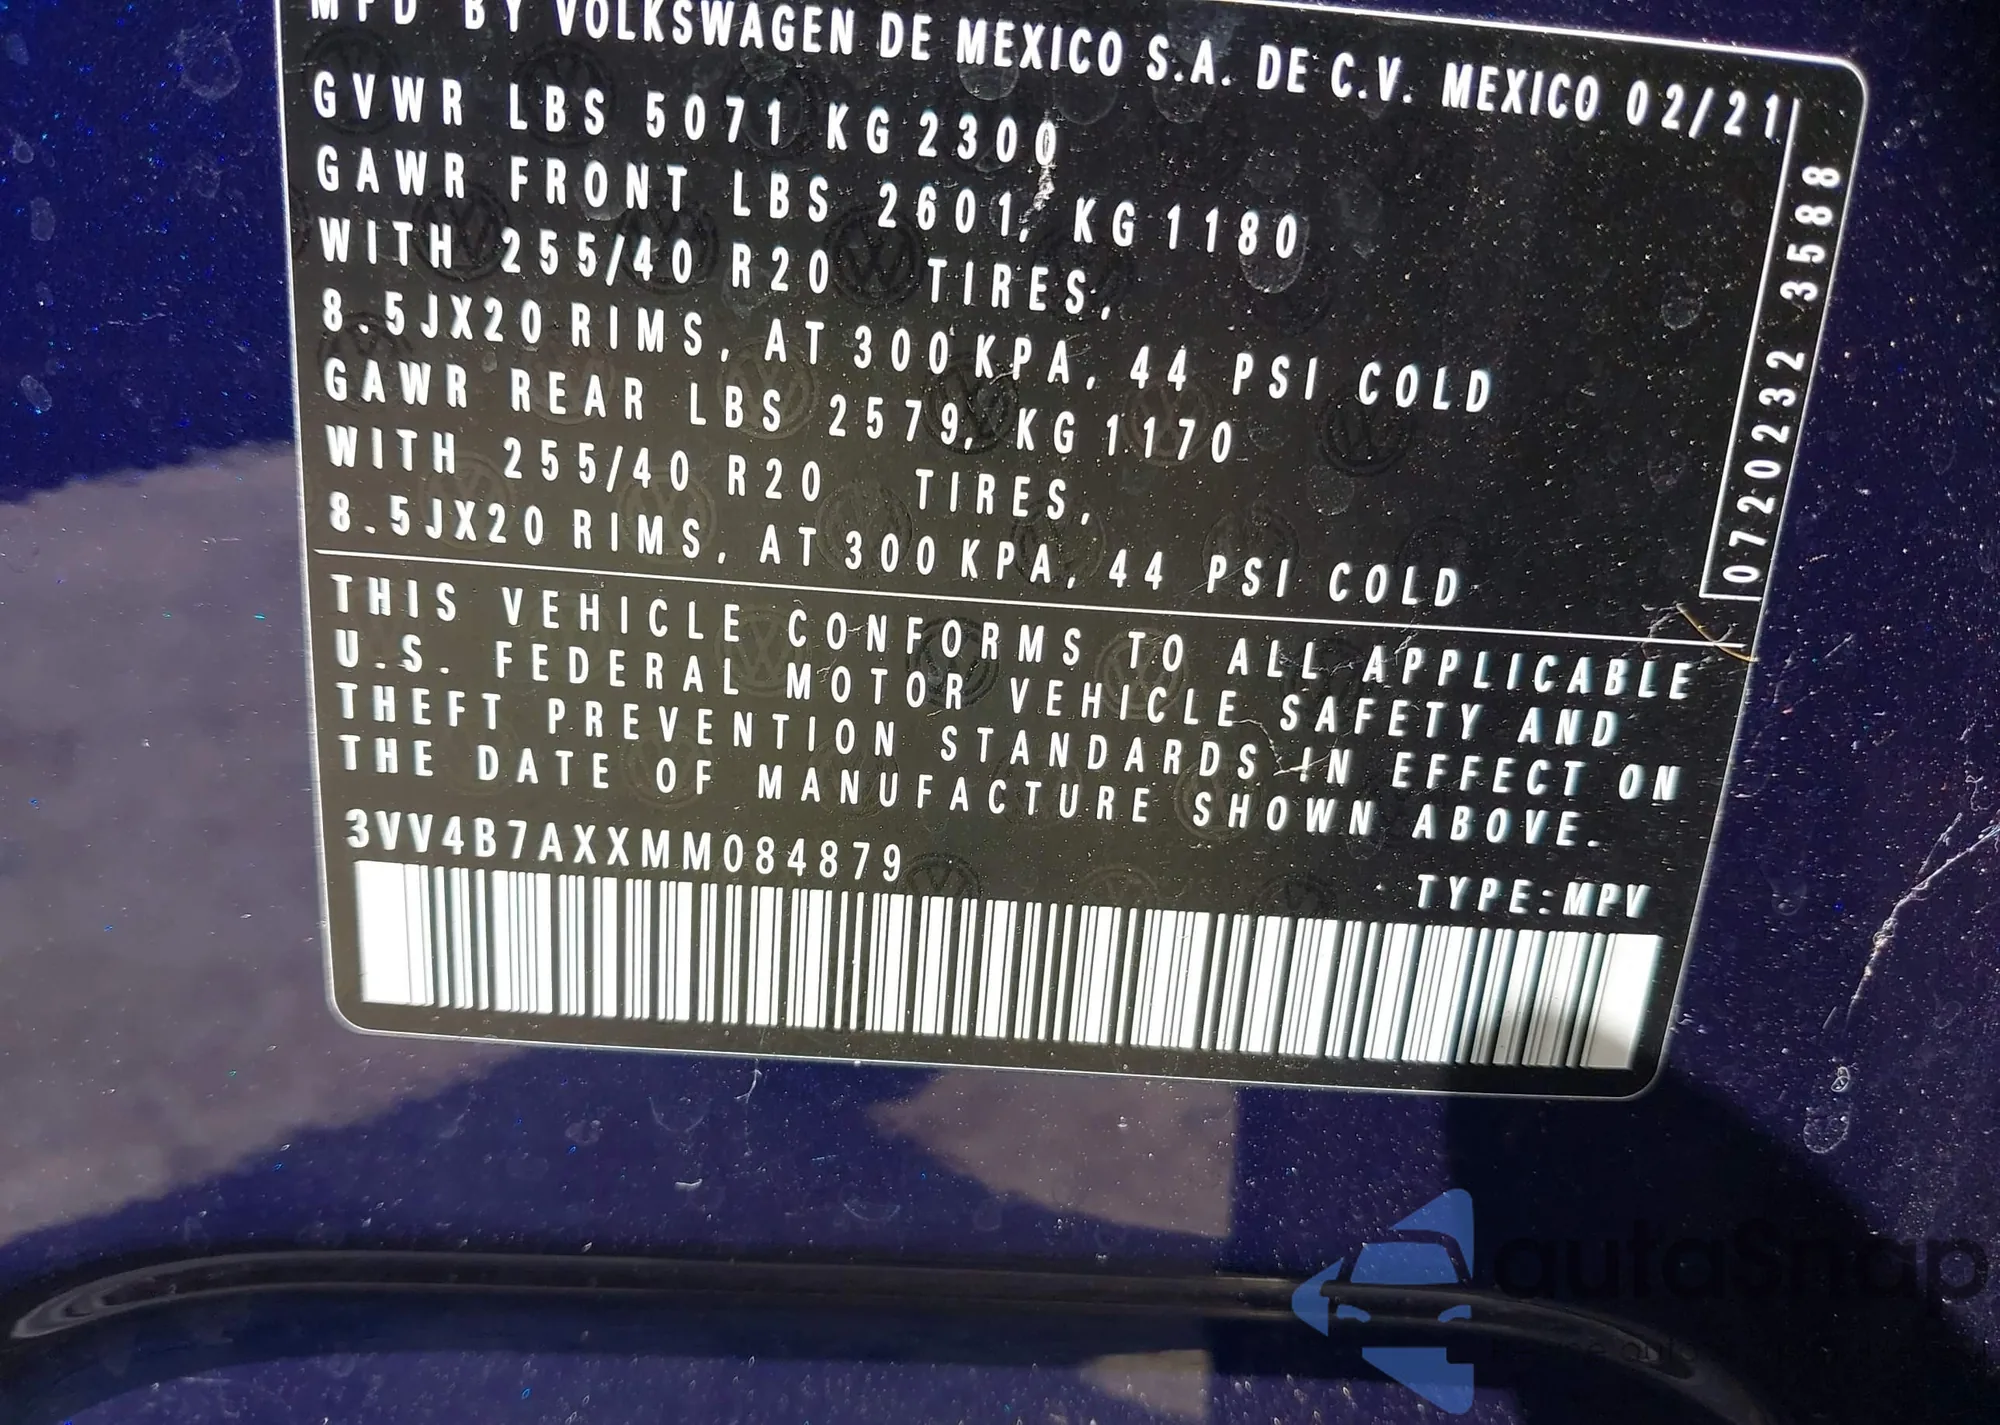 MFD BY VOLKSWAGEN DE MEXICO S.A. DE C.V. MEXICO 02/21
GVWR LBS 5071 KG 2300
GAWR FRONT LBS 2601, KG 1180
WITH 255/40 R20 TIRES,
8.5JX20 RIMS, AT 300 KPA, 44 PSI COLD
GAWR REAR LBS 2579, KG 1170
WITH 255/40 R20 TIRES,
8.5JX20 RIMS, AT 300 KPA, 44 PSI COLD
0720232 3588
THIS VEHICLE CONFORMS TO ALL APPLICABLE
U.S. FEDERAL MOTOR VEHICLE SAFETY AND
THEFT PREVENTION STANDARDS IN EFFECT ON
THE DATE OF MANUFACTURE SHOWN ABOVE.
3VV4B7AXXMM084879
TYPE:MPV
autosnap